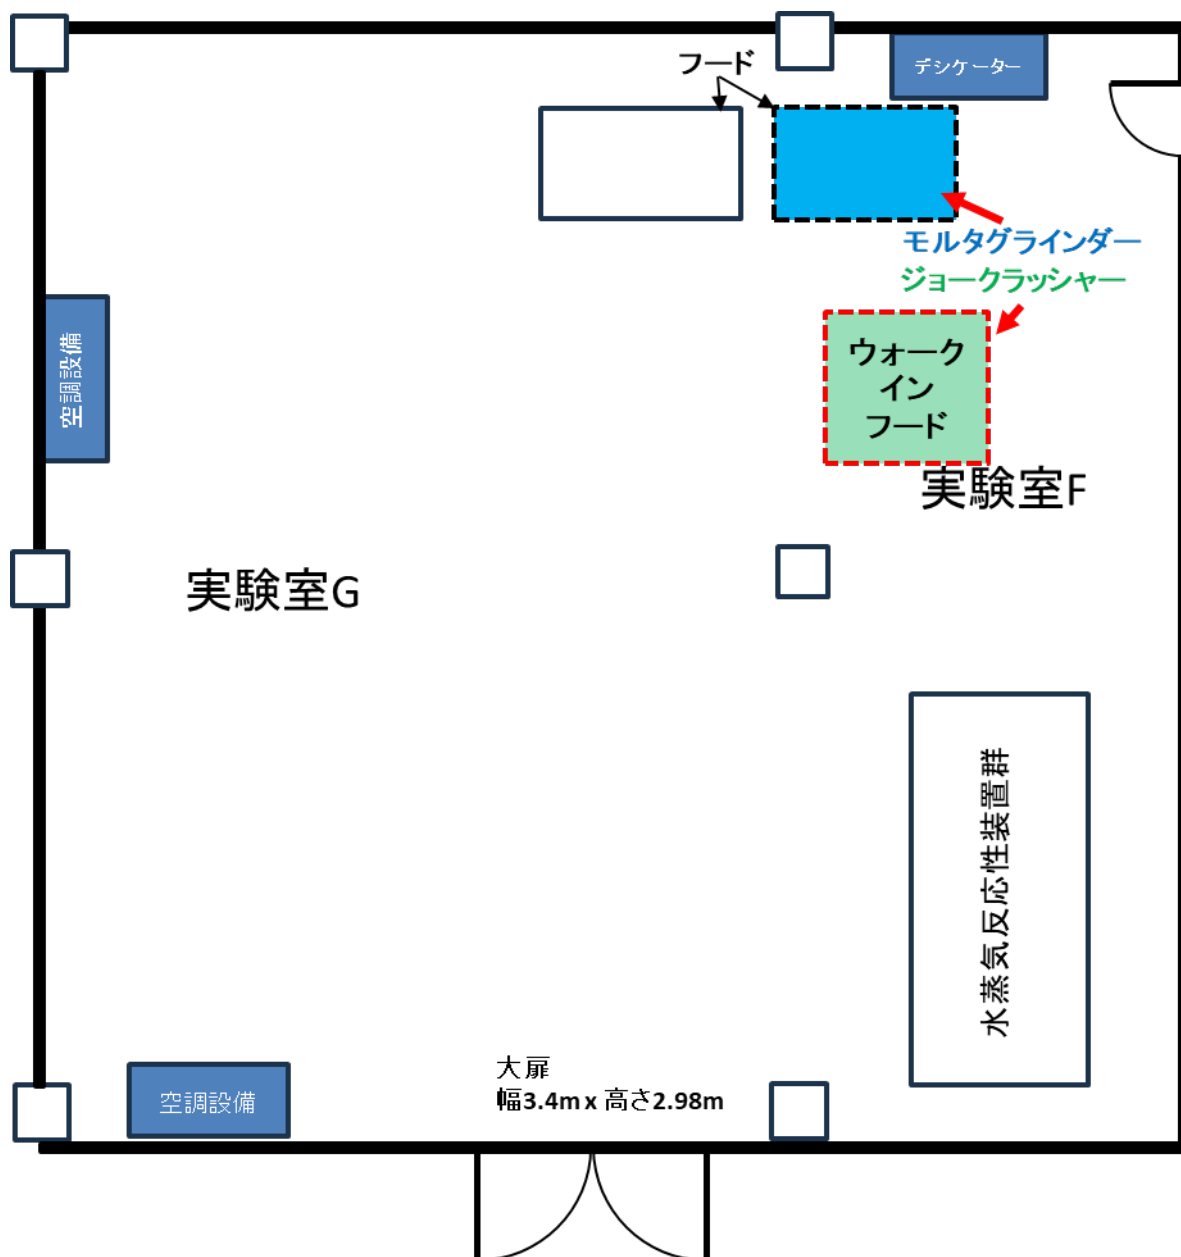 フード
デシケーター
モルタグラインダー
ジョークラッシャー
ウォーク
イン
フード
実験室F
空調設備
実験室G
水蒸気反応性装置群
大扉
幅3.4m x 高さ2.98m
空調設備